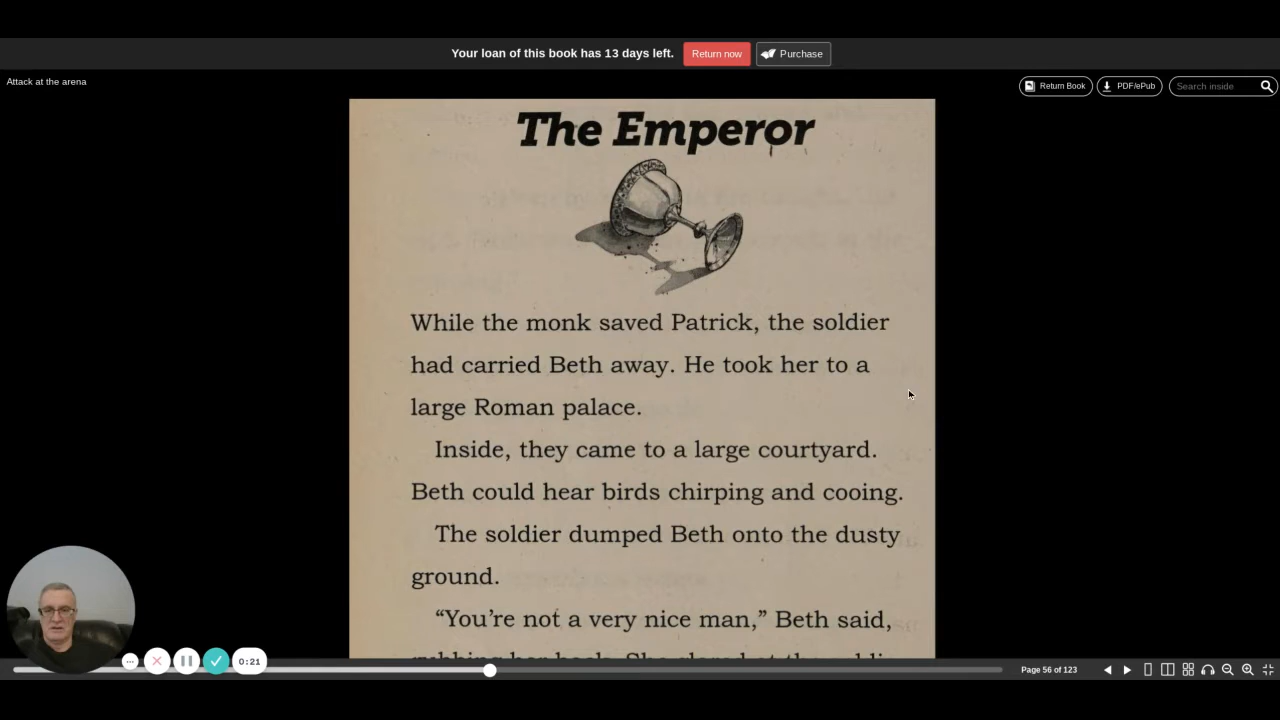 Your loan of this book has 13 days left. Return now Purchase
Attack at the arena
Return Book PDF/ePub Search inside
The Emperor
While the monk saved Patrick, the soldier
had carried Beth away. He took her to a
large Roman palace.
Inside, they came to a large courtyard.
Beth could hear birds chirping and cooing.
The soldier dumped Beth onto the dusty
ground.
“You’re not a very nice man,” Beth said,
0:21
Page 56 of 123